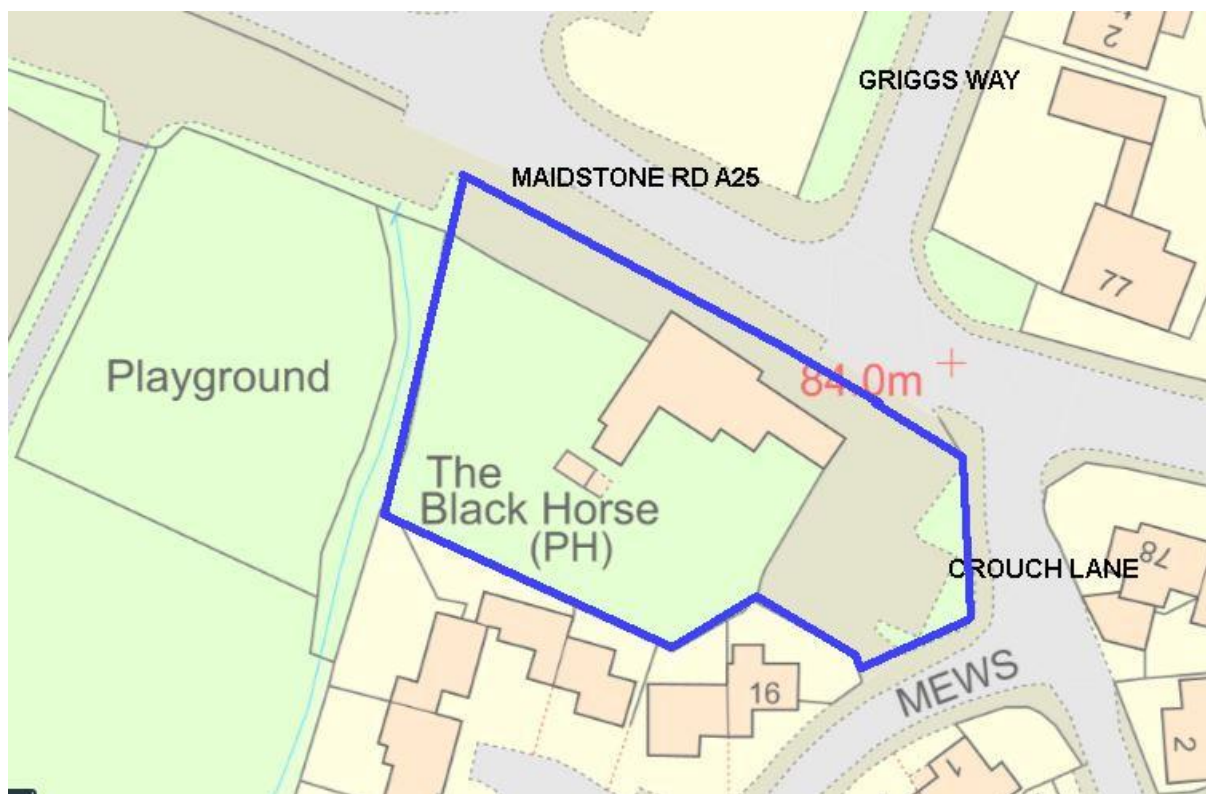 2
GRIGGS WAY
MAIDSTONE RD A25
77
Playground
84.0m
The
Black Horse
(PH)
CROUCH LANE
78
MEWS
16
1
2